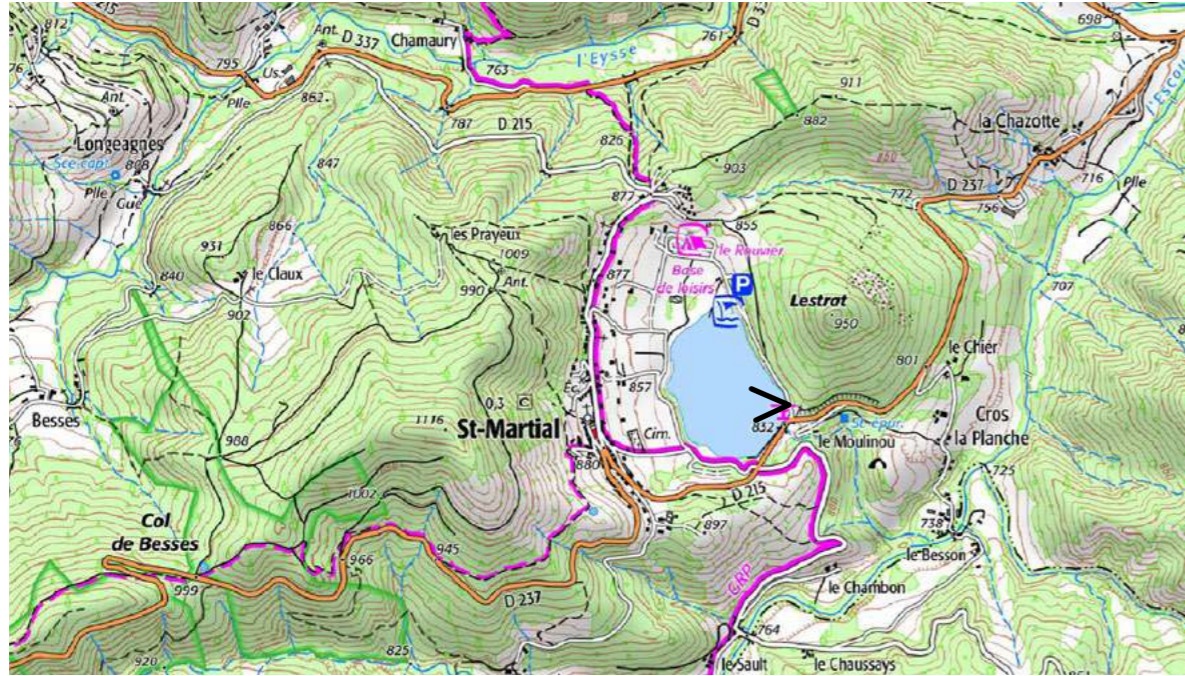 215
812
Ant.
D 337
Chamaury
761
698
l'Eysse
763
795
Us.
Plle
862
787
D 215
826
911
882
la Chazotte
Ant.
Longeagnes
Sce capt.
808
Plle
Gué
847
903
877
772
D 237
716
Plle
756
866
931
les Prayeux
1009
Ant.
990
855
le Rouvier
Base
de loisirs
P
877
840
le Claux
902
Lestrat
950
707
801
le Chier
Besses
Éc.
857
0,3 C
1116
St-Martial
Cim.
832
St. épur.
le Moulinou
Cros
la Planche
908
880
1002
D 215
725
Col
de Besses
966
945
897
738
le Besson
959
D 237
GRP
le Chambon
920
825
764
le Sault
le Chaussays